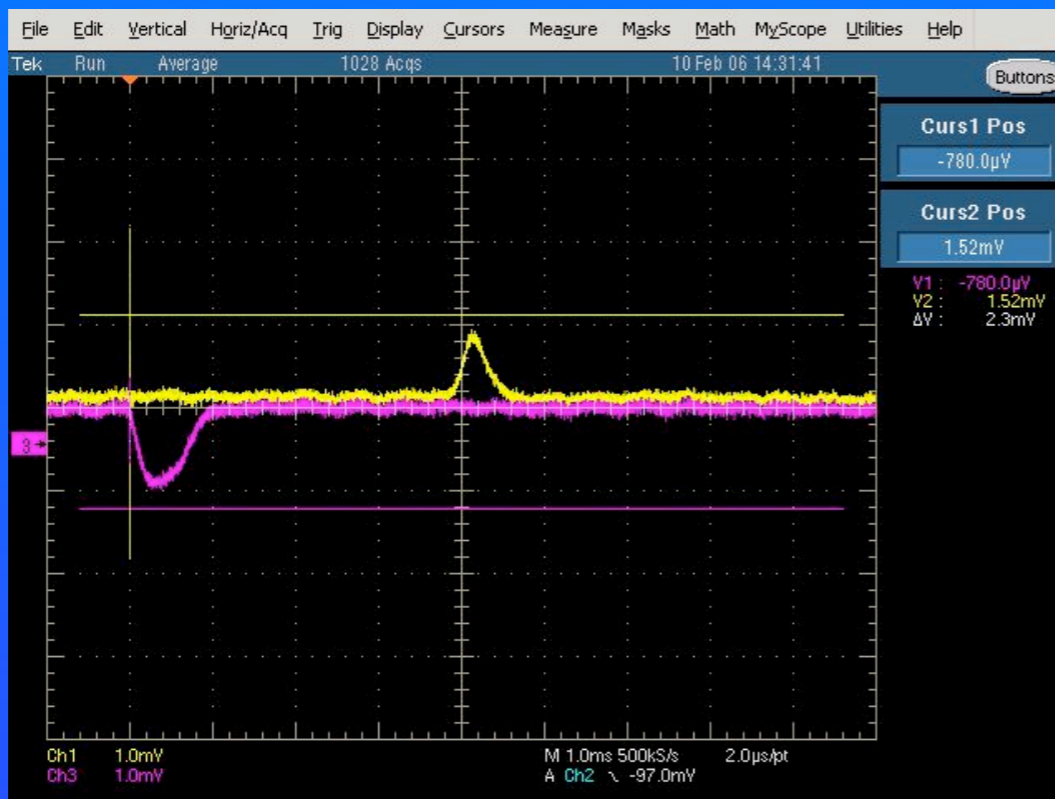 File Edit Vertical Horiz/Acq Trig Display Cursors Measure Masks Math MyScope Utilities Help
Tek Run Average 1028 Acqs 10 Feb 06 14:31:41
Buttons
Curs1 Pos
-780.0µV
Curs2 Pos
1.52mV
V1 : -780.0µV
V2 : 1.52mV
ΔV : 2.3mV
3
Ch1 1.0mV M 1.0ms 500kS/s 2.0µs/pt
Ch3 1.0mV A Ch2 -97.0mV